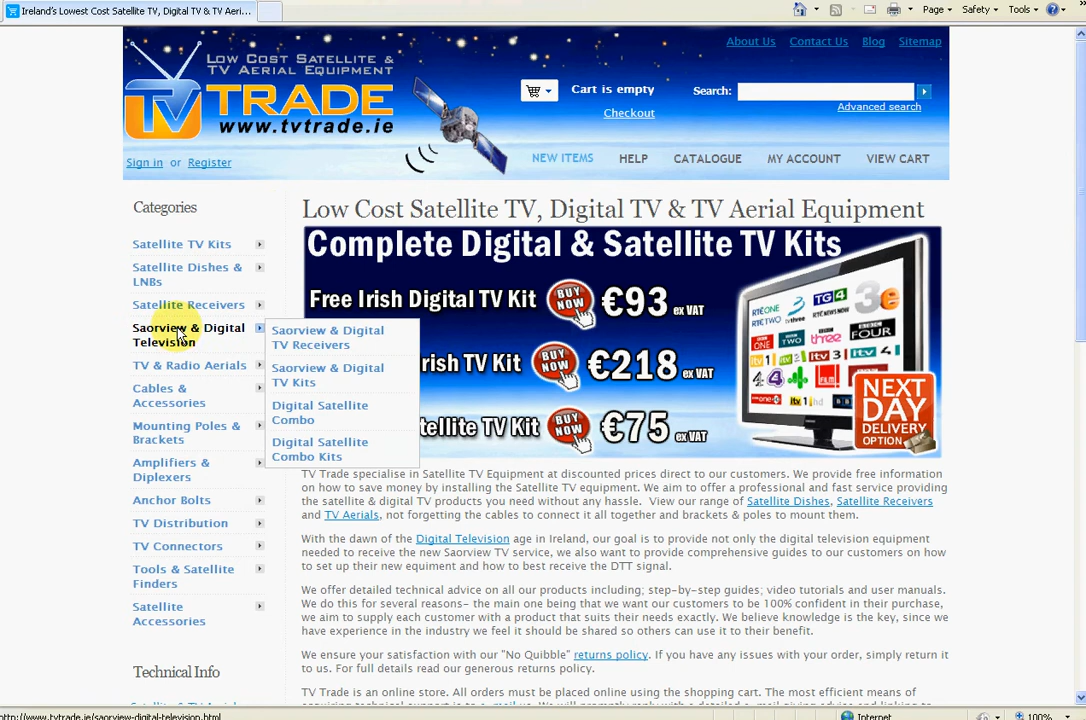 Ireland's Lowest Cost Satellite TV, Digital TV & TV Aeri...
Page
Safety
Tools
LOW COST SATELLITE &
TV AERIAL EQUIPMENT
TV TRADE
www.tvtrade.ie
About Us Contact Us Blog Sitemap
Cart is empty
Checkout
Search:
Advanced search
Sign in or Register
NEW ITEMS HELP CATALOGUE MY ACCOUNT VIEW CART
Categories
Satellite TV Kits
Satellite Dishes &
LNBs
Satellite Receivers
Saorview & Digital
Television
TV & Radio Aerials
Cables &
Accessories
Mounting Poles &
Brackets
Amplifiers &
Diplexers
Anchor Bolts
TV Distribution
TV Connectors
Tools & Satellite
Finders
Satellite
Accessories
Technical Info
Saorview & Digital
TV Receivers
Saorview & Digital
TV Kits
Digital Satellite
Combo
Digital Satellite
Combo Kits
Low Cost Satellite TV, Digital TV & TV Aerial Equipment
Complete Digital & Satellite TV Kits
Free Irish Digital TV Kit BUY NOW €93 ex VAT
rish TV Kit BUY NOW €218 ex VAT
tellite TV Kit BUY NOW €75 ex VAT
RTÉONE
TG4
RTÉ NEWS NOW
RTÉTWO
tv3
3e
BBC ONE
BBC TWO
three
FOUR
itv1
itv2
itv3
itv4
FILM
NEXT
DAY
DELIVERY
OPTION
TV Trade specialise in Satellite TV Equipment at discounted prices direct to our customers. We provide free information
on how to save money by installing the Satellite TV equipment. We aim to offer a professional and fast service providing
the satellite & digital TV products you need without any hassle. View our range of Satellite Dishes, Satellite Receivers
and TV Aerials, not forgetting the cables to connect it all together and brackets & poles to mount them.
With the dawn of the Digital Television age in Ireland, our goal is to provide not only the digital television equipment
needed to receive the new Saorview TV service, we also want to provide comprehensive guides to our customers on how
to set up their new equipment and how to best receive the DTT signal.
We offer detailed technical advice on all our products including; step-by-step guides; video tutorials and user manuals.
We do this for several reasons- the main one being that we want our customers to be 100% confident in their purchase,
we aim to supply each customer with a product that suits their needs exactly. We believe knowledge is the key, since we
have experience in the industry we feel it should be shared so others can use it to their benefit.
We ensure your satisfaction with our "No Quibble" returns policy. If you have any issues with your order, simply return it
to us. For full details read our generous returns policy.
TV Trade is an online store. All orders must be placed online using the shopping cart. The most efficient means of
http://www.tvtrade.ie/saorview-digital-television.html
Internet
100%